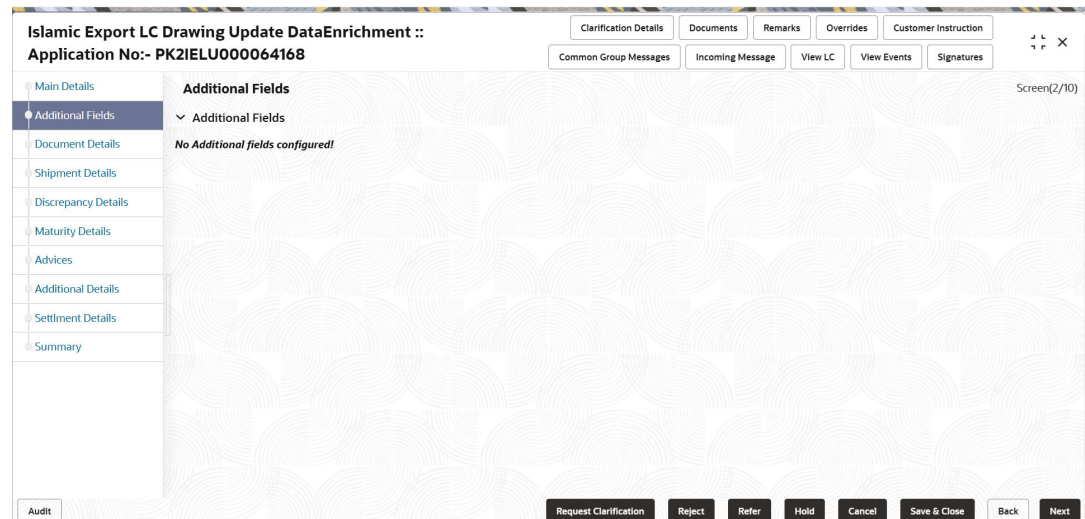 Islamic Export LC Drawing Update DataEnrichment ::
Application No:- PK2IELU000064168
Clarification Details
Documents
Remarks
Overrides
Customer Instruction
Common Group Messages
Incoming Message
View LC
View Events
Signatures
Main Details
Additional Fields
Document Details
Shipment Details
Discrepancy Details
Maturity Details
Advices
Additional Details
Settlment Details
Summary
Additional Fields
Screen(2/10)
Additional Fields
No Additional fields configured!
Audit
Request Clarification
Reject
Refer
Hold
Cancel
Save & Close
Back
Next